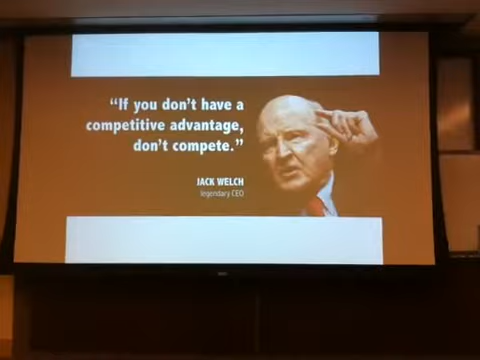 “If you don’t have a
competitive advantage,
don’t compete.”
JACK WELCH
legendary CEO